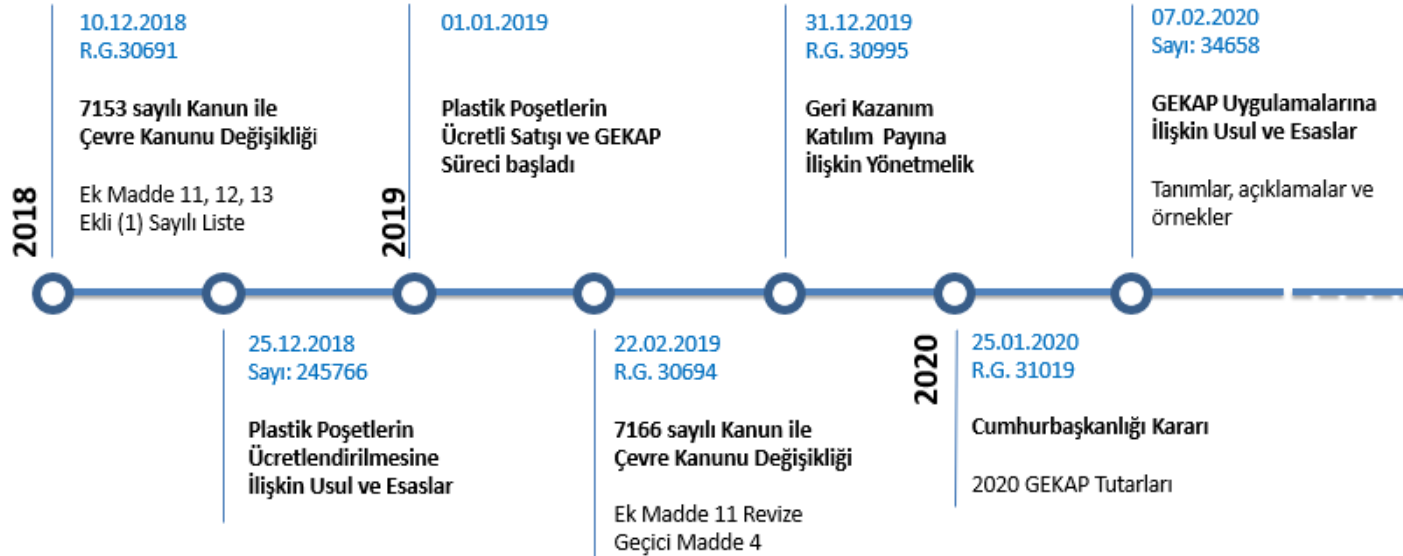 10.12.2018
R.G.30691
7153 sayılı Kanun ile
Çevre Kanunu Değişikliği
Ek Madde 11, 12, 13
Ekli (1) Sayılı Liste
2018
25.12.2018
Sayı: 245766
Plastik Poşetlerin
Ücretlendirilmesine
İlişkin Usul ve Esaslar
01.01.2019
Plastik Poşetlerin
Ücretli Satışı ve GEKAP
Süreci başladı
2019
22.02.2019
R.G. 30694
7166 sayılı Kanun ile
Çevre Kanunu Değişikliği
Ek Madde 11 Revize
Geçici Madde 4
31.12.2019
R.G. 30995
Geri Kazanım
Katılım Payına
İlişkin Yönetmelik
2020
25.01.2020
R.G. 31019
Cumhurbaşkanlığı Kararı
2020 GEKAP Tutarları
07.02.2020
Sayı: 34658
GEKAP Uygulamalarına
İlişkin Usul ve Esaslar
Tanımlar, açıklamalar ve
örnekler